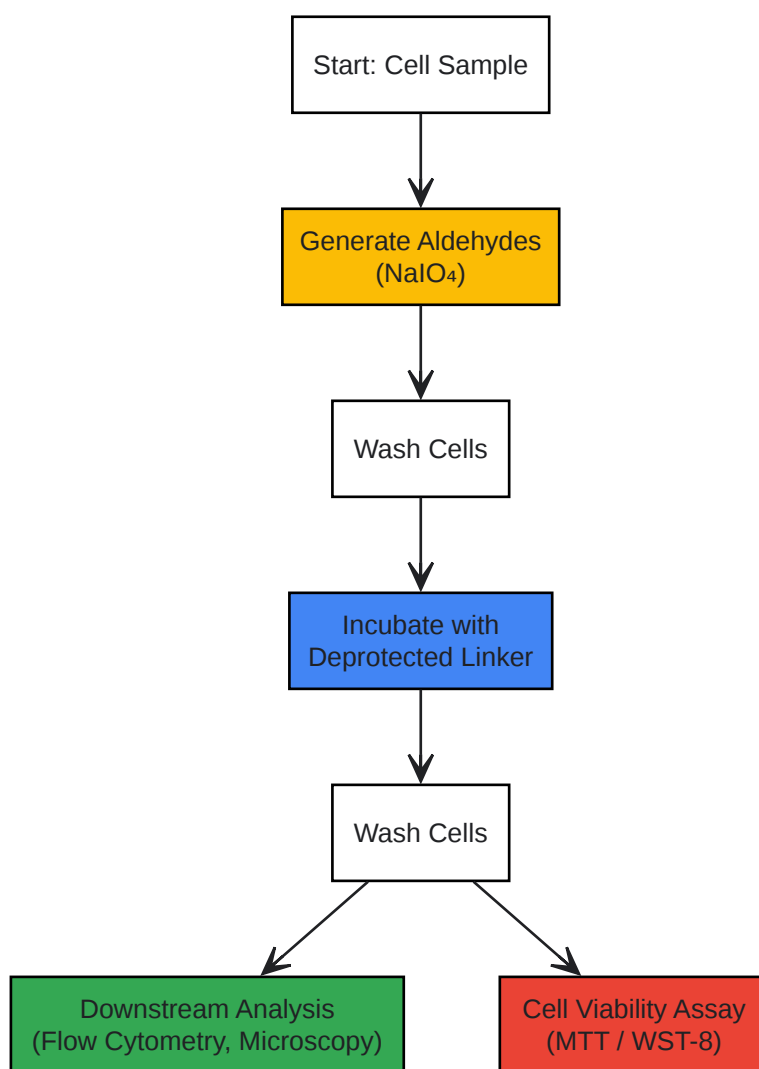 Start: Cell Sample
Generate Aldehydes
(NaIO₄)
Wash Cells
Incubate with
Deprotected Linker
Wash Cells
Downstream Analysis
(Flow Cytometry, Microscopy)
Cell Viability Assay
(MTT / WST-8)